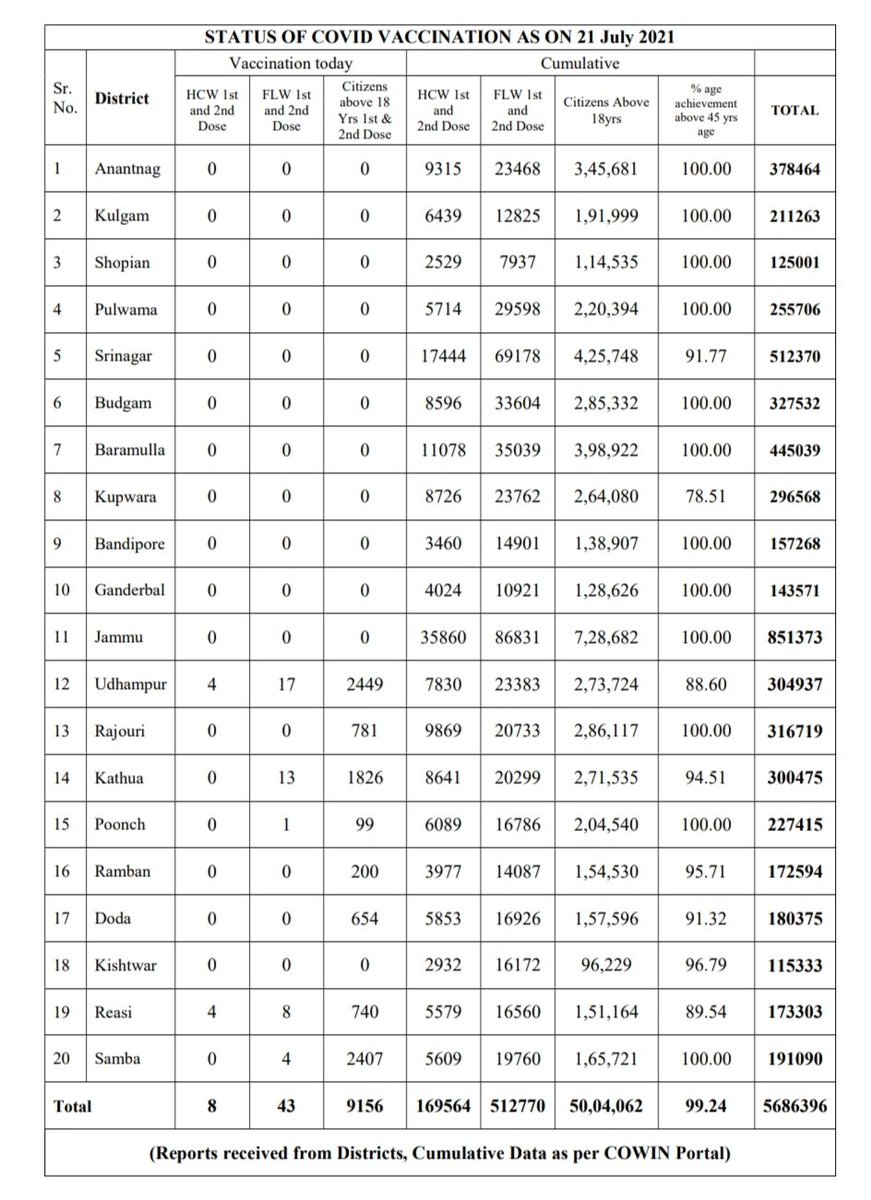 STATUS OF COVID VACCINATION AS ON 21 July 2021
Sr. No. District Vaccination today Cumulative
HCW 1st and 2nd Dose FLW 1st and 2nd Dose Citizens above 18 Yrs 1st & 2nd Dose HCW 1st and 2nd Dose FLW 1st and 2nd Dose Citizens Above 18yrs % age achievement above 45 yrs age TOTAL
1 Anantnag 0 0 0 9315 23468 3,45,681 100.00 378464
2 Kulgam 0 0 0 6439 12825 1,91,999 100.00 211263
3 Shopian 0 0 0 2529 7937 1,14,535 100.00 125001
4 Pulwama 0 0 0 5714 29598 2,20,394 100.00 255706
5 Srinagar 0 0 0 17444 69178 4,25,748 91.77 512370
6 Budgam 0 0 0 8596 33604 2,85,332 100.00 327532
7 Baramulla 0 0 0 11078 35039 3,98,922 100.00 445039
8 Kupwara 0 0 0 8726 23762 2,64,080 78.51 296568
9 Bandipore 0 0 0 3460 14901 1,38,907 100.00 157268
10 Ganderbal 0 0 0 4024 10921 1,28,626 100.00 143571
11 Jammu 0 0 0 35860 86831 7,28,682 100.00 851373
12 Udhampur 4 17 2449 7830 23383 2,73,724 88.60 304937
13 Rajouri 0 0 781 9869 20733 2,86,117 100.00 316719
14 Kathua 0 13 1826 8641 20299 2,71,535 94.51 300475
15 Poonch 0 1 99 6089 16786 2,04,540 100.00 227415
16 Ramban 0 0 200 3977 14087 1,54,530 95.71 172594
17 Doda 0 0 654 5853 16926 1,57,596 91.32 180375
18 Kishtwar 0 0 0 2932 16172 96,229 96.79 115333
19 Reasi 4 8 740 5579 16560 1,51,164 89.54 173303
20 Samba 0 4 2407 5609 19760 1,65,721 100.00 191090
Total 8 43 9156 169564 512770 50,04,062 99.24 5686396
(Reports received from Districts, Cumulative Data as per COWIN Portal)